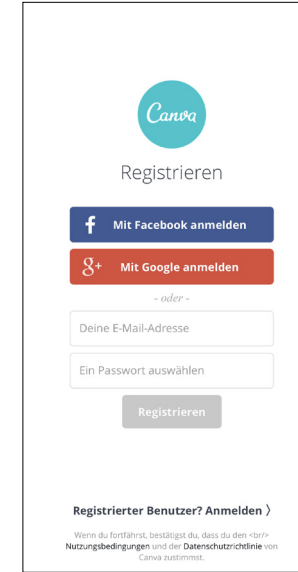 Canva
Registrieren
f Mit Facebook anmelden
g+ Mit Google anmelden
- oder -
Deine E-Mail-Adresse
Ein Passwort auswählen
Registrieren
Registrierter Benutzer? Anmelden 〉
Wenn du fortfährst, bestätigst du, dass du den <br/>
Nutzungsbedingungen und der Datenschutzrichtlinie von
Canva zustimmst.